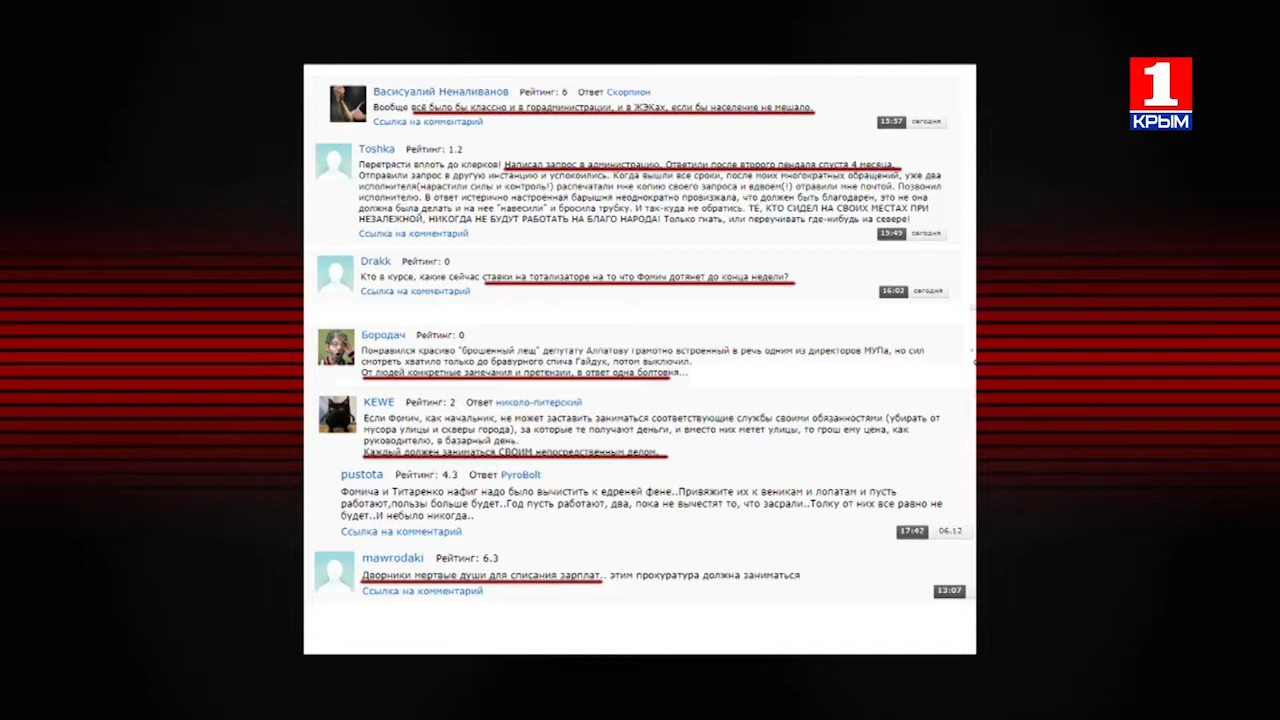 1
КРЫМ
Васисуалий Неналиванов Рейтинг: 6 Ответ Скорпион
Вообще всё было бы классно и в горадминистрации, и в ЖЭКах, если бы население не мешало.
Ссылка на комментарий
15:57 сегодня
Toshka Рейтинг: 1.2
Перетрясти вплоть до клерков! Написал запрос в администрацию. Ответили после второго пендаля спустя 4 месяца.
Отправили запрос в другую инстанцию и успокоились. Когда вышли все сроки, после моих многократных обращений, уже два
исполнителя(нарастили силы и контроль!) распечатали мне копию своего запроса и вдвоем(!) отравили мне почтой. Позвонил
исполнителю. В ответ истерично настроенная барышня неоднократно провизжала, что должен быть благодарен, это не она
должна была делать и на нее "навесили" и бросила трубку. И так-куда не обратись. ТЕ, КТО СИДЕЛ НА СВОИХ МЕСТАХ ПРИ
НЕЗАЛЕЖНОЙ, НИКОГДА НЕ БУДУТ РАБОТАТЬ НА БЛАГО НАРОДА! Только гнать, или переучивать где-нибудь на севере!
Ссылка на комментарий
15:49 сегодня
Drakk Рейтинг: 0
Кто в курсе, какие сейчас ставки на тотализаторе на то что Фомич дотянет до конца недели?
Ссылка на комментарий
16:02 сегодня
Бородач Рейтинг: 0
Понравился красиво "брошенный лещ" депутату Алпатову грамотно встроенный в речь одним из директоров МУПа, но сил
смотреть хватило только до бравурного спича Гайдук, потом выключил.
От людей конкретные замечания и претензии, в ответ одна болтовня...
KEWE Рейтинг: 2 Ответ николо-питерский
Если Фомич, как начальник, не может заставить заниматься соответствующие службы своими обязанностями (убирать от
мусора улицы и скверы города), за которые те получают деньги, и вместо них метет улицы, то грош ему цена, как
руководителю, в базарный день.
Каждый должен заниматься СВОИМ непосредственным делом.
pustota Рейтинг: 4.3 Ответ PyroBolt
Фомича и Титаренко нафиг надо было вычистить к едреней фене..Привяжите их к веникам и лопатам и пусть
работают,пользы больше будет..Год пусть работают, два, пока не вычестят то, что засрали..Толку от них все равно не
будет..И небыло никогда..
Ссылка на комментарий
17:42 06.12
mawrodaki Рейтинг: 6.3
Дворники мертвые души для списания зарплат.. этим прокуратура должна заниматься
Ссылка на комментарий
13:07